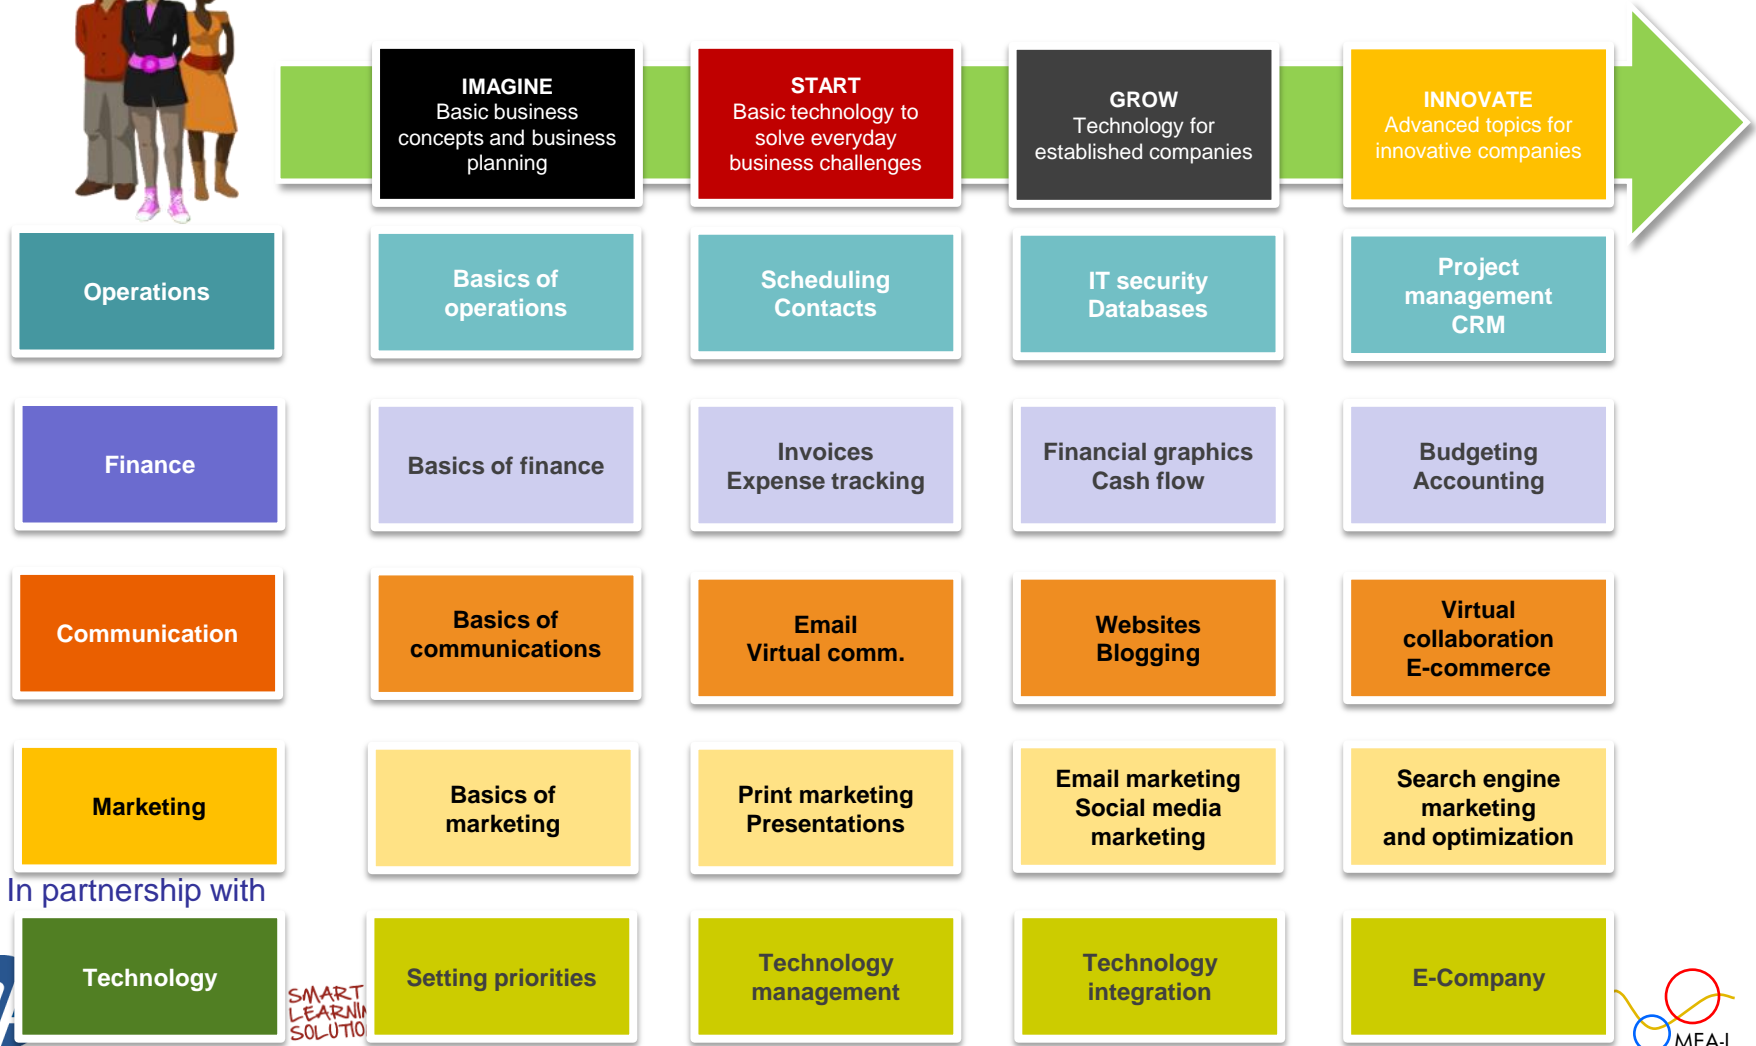 IMAGINE
Basic business
concepts and business
planning
START
Basic technology to
solve everyday
business challenges
GROW
Technology for
established companies
INNOVATE
Advanced topics for
innovative companies
Operations
Basics of
operations
Scheduling
Contacts
IT security
Databases
Project
management
CRM
Finance
Basics of finance
Invoices
Expense tracking
Financial graphics
Cash flow
Budgeting
Accounting
Communication
Basics of
communications
Email
Virtual comm.
Websites
Blogging
Virtual
collaboration
E-commerce
Marketing
Basics of
marketing
Print marketing
Presentations
Email marketing
Social media
marketing
Search engine
marketing
and optimization
In partnership with
Technology
Setting priorities
Technology
management
Technology
integration
E-Company
SMART
MEA-I